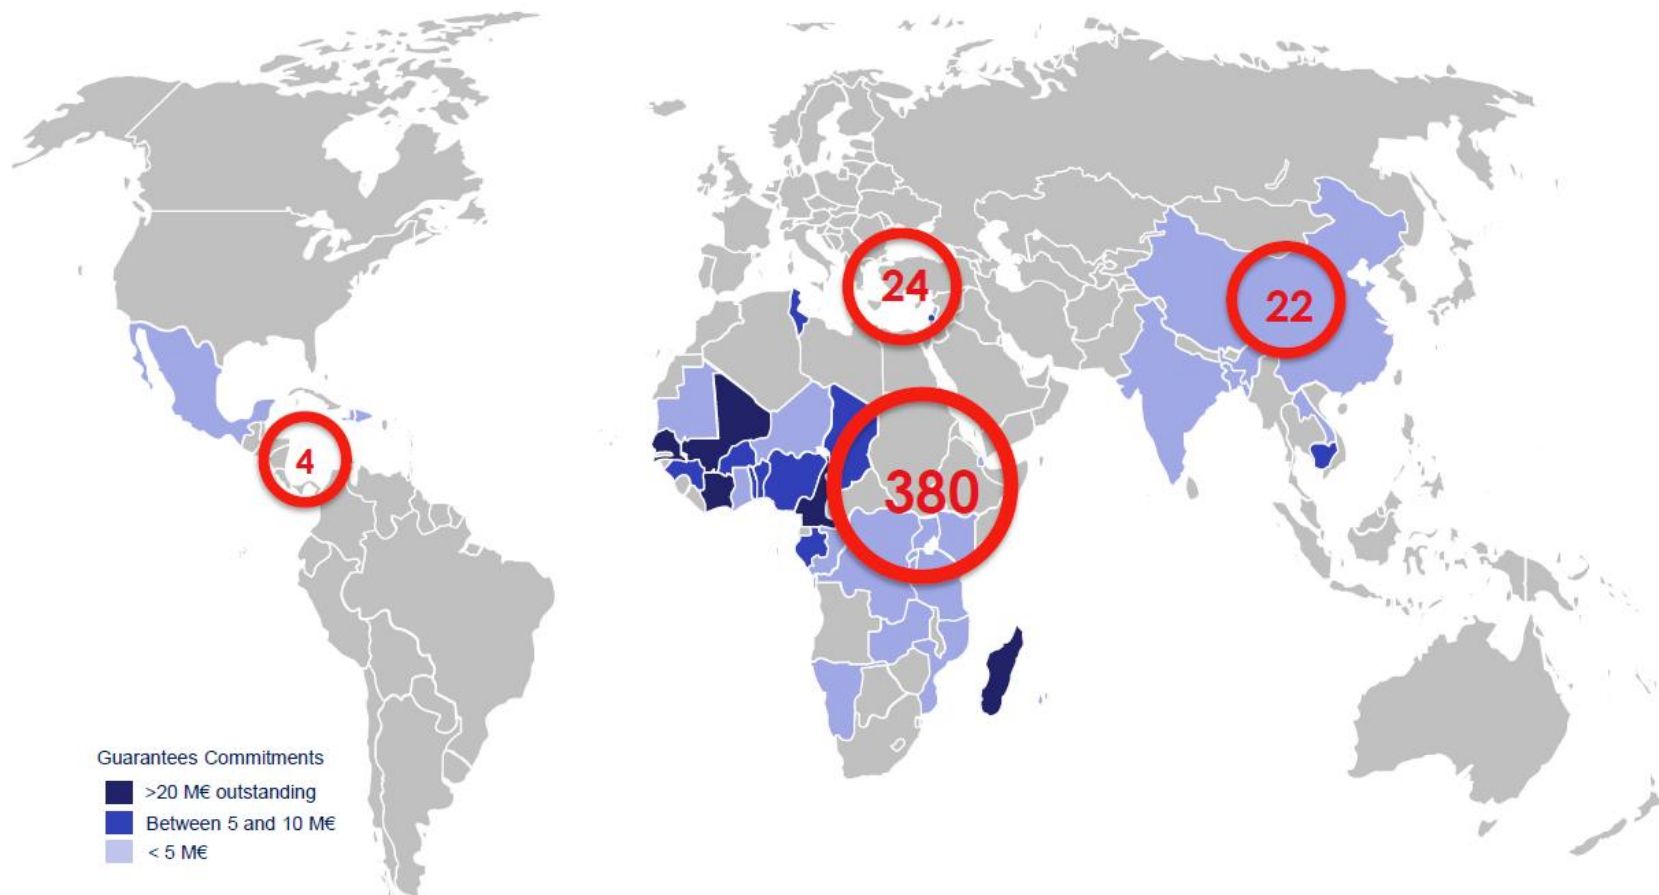 24
22
4
380
Guarantees Commitments
>20 M€ outstanding
Between 5 and 10 M€
< 5 M€